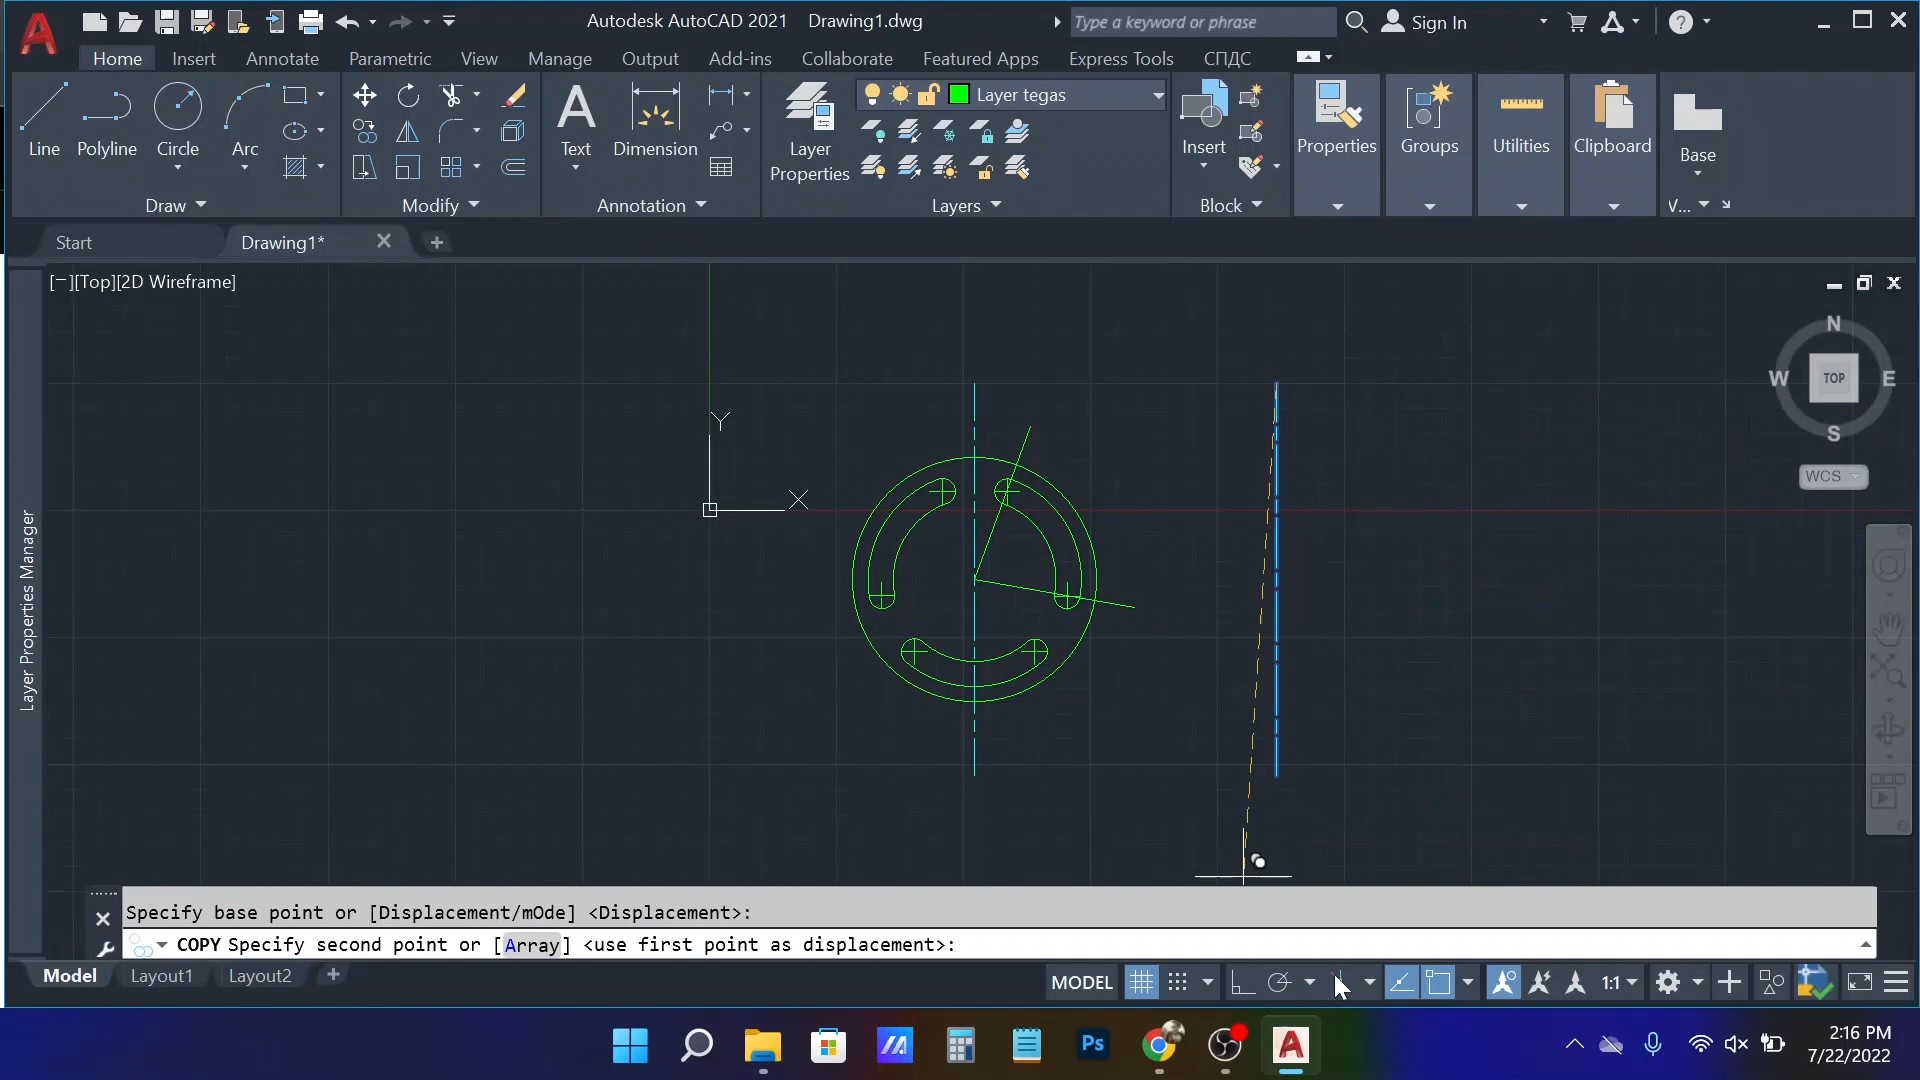 Autodesk AutoCAD 2021 Drawing1.dwg
Type a keyword or phrase
Sign In
Home Insert Annotate Parametric View Manage Output Add-ins Collaborate Featured Apps Express Tools СПДС
Layer tegas
Line Polyline Circle Arc
Text Dimension
Layer
Properties
Insert
Properties
Groups
Utilities
Clipboard
Base
Draw Modify Annotation Layers Block V...
Start Drawing1*
[−][Top][2D Wireframe]
N
W TOP E
S
WCS
Y
X
Layer Properties Manager
Specify base point or [Displacement/mOde] <Displacement>:
COPY Specify second point or [Array] <use first point as displacement>:
Model Layout1 Layout2
MODEL
1:1
Ps
2:16 PM
7/22/2022